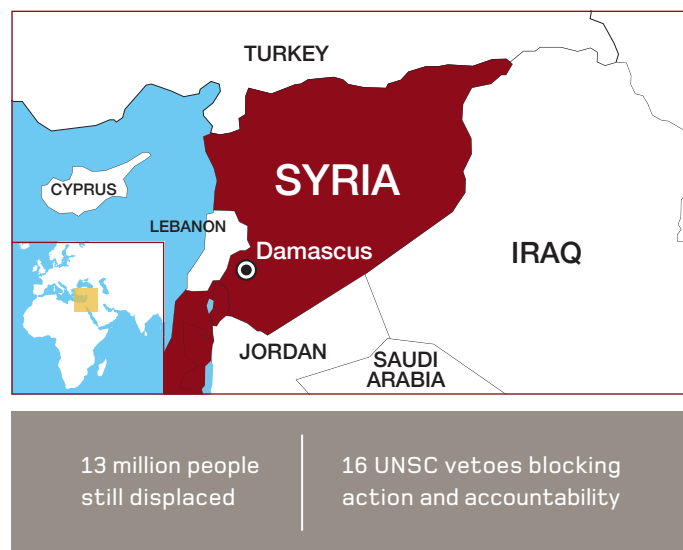 TURKEY
SYRIA
CYPRUS
LEBANON
Damascus
IRAQ
JORDAN
SAUDI
ARABIA
13 million people
still displaced
16 UNSC vetoes blocking
action and accountability